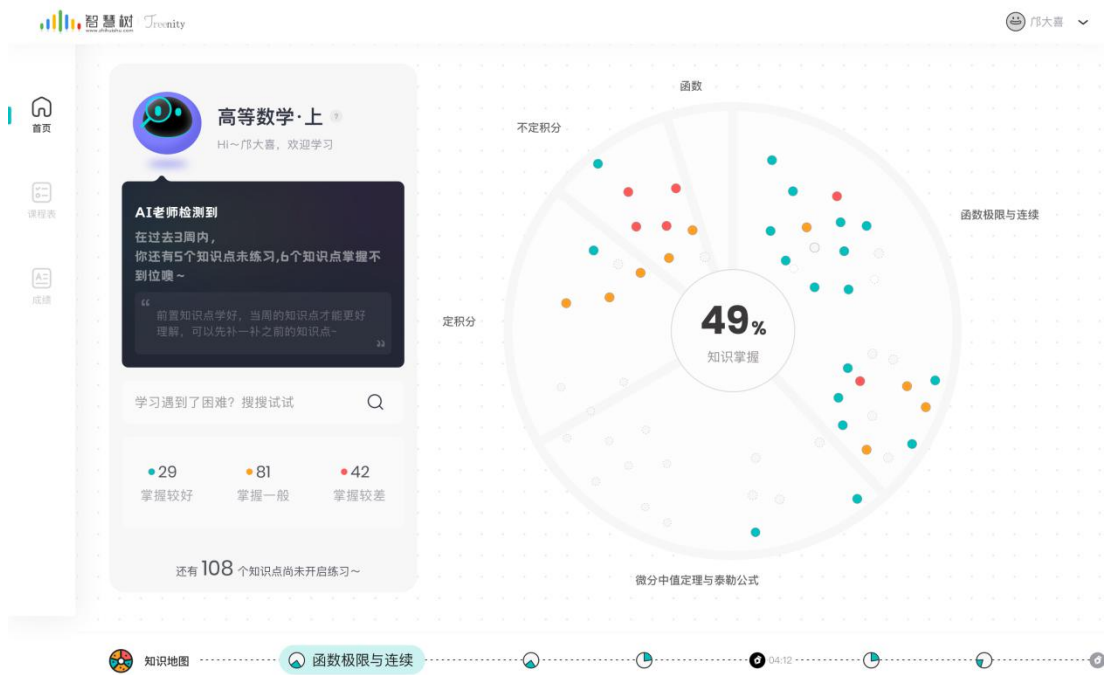 智慧树
www.zhihuishu.com
Treenity
邝大喜
首页
课程表
成绩
高等数学·上
?
Hi~邝大喜，欢迎学习
AI老师检测到
在过去3周内，
你还有5个知识点未练习,6个知识点掌握不
到位噢~
前置知识点学好，当周的知识点才能更好
理解，可以先补一补之前的知识点~
学习遇到了困难？搜搜试试
29
掌握较好
81
掌握一般
42
掌握较差
还有108个知识点尚未开启练习~
函数
不定积分
函数极限与连续
定积分
49%
知识掌握
微分中值定理与泰勒公式
知识地图
函数极限与连续
04:12